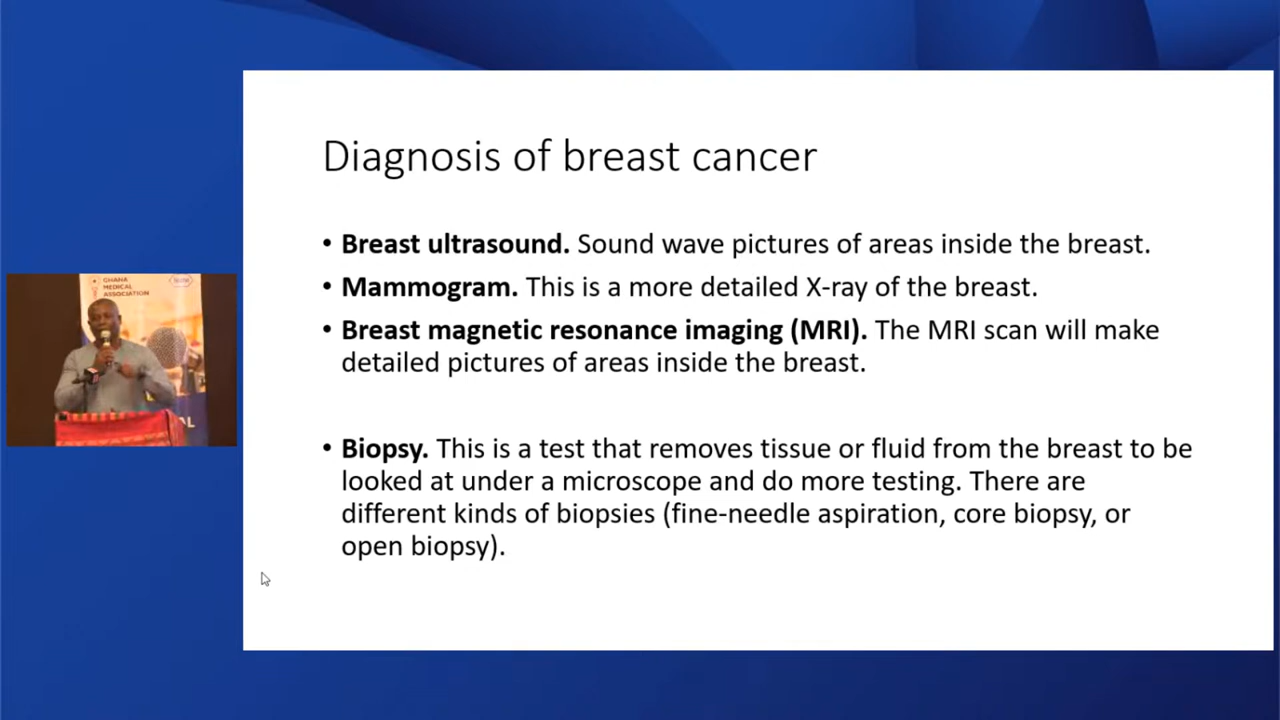 Diagnosis of breast cancer
• Breast ultrasound. Sound wave pictures of areas inside the breast.
• Mammogram. This is a more detailed X-ray of the breast.
• Breast magnetic resonance imaging (MRI). The MRI scan will make
detailed pictures of areas inside the breast.
• Biopsy. This is a test that removes tissue or fluid from the breast to be
looked at under a microscope and do more testing. There are
different kinds of biopsies (fine-needle aspiration, core biopsy, or
open biopsy).
GHANA
MEDICAL
ASSOCIATION